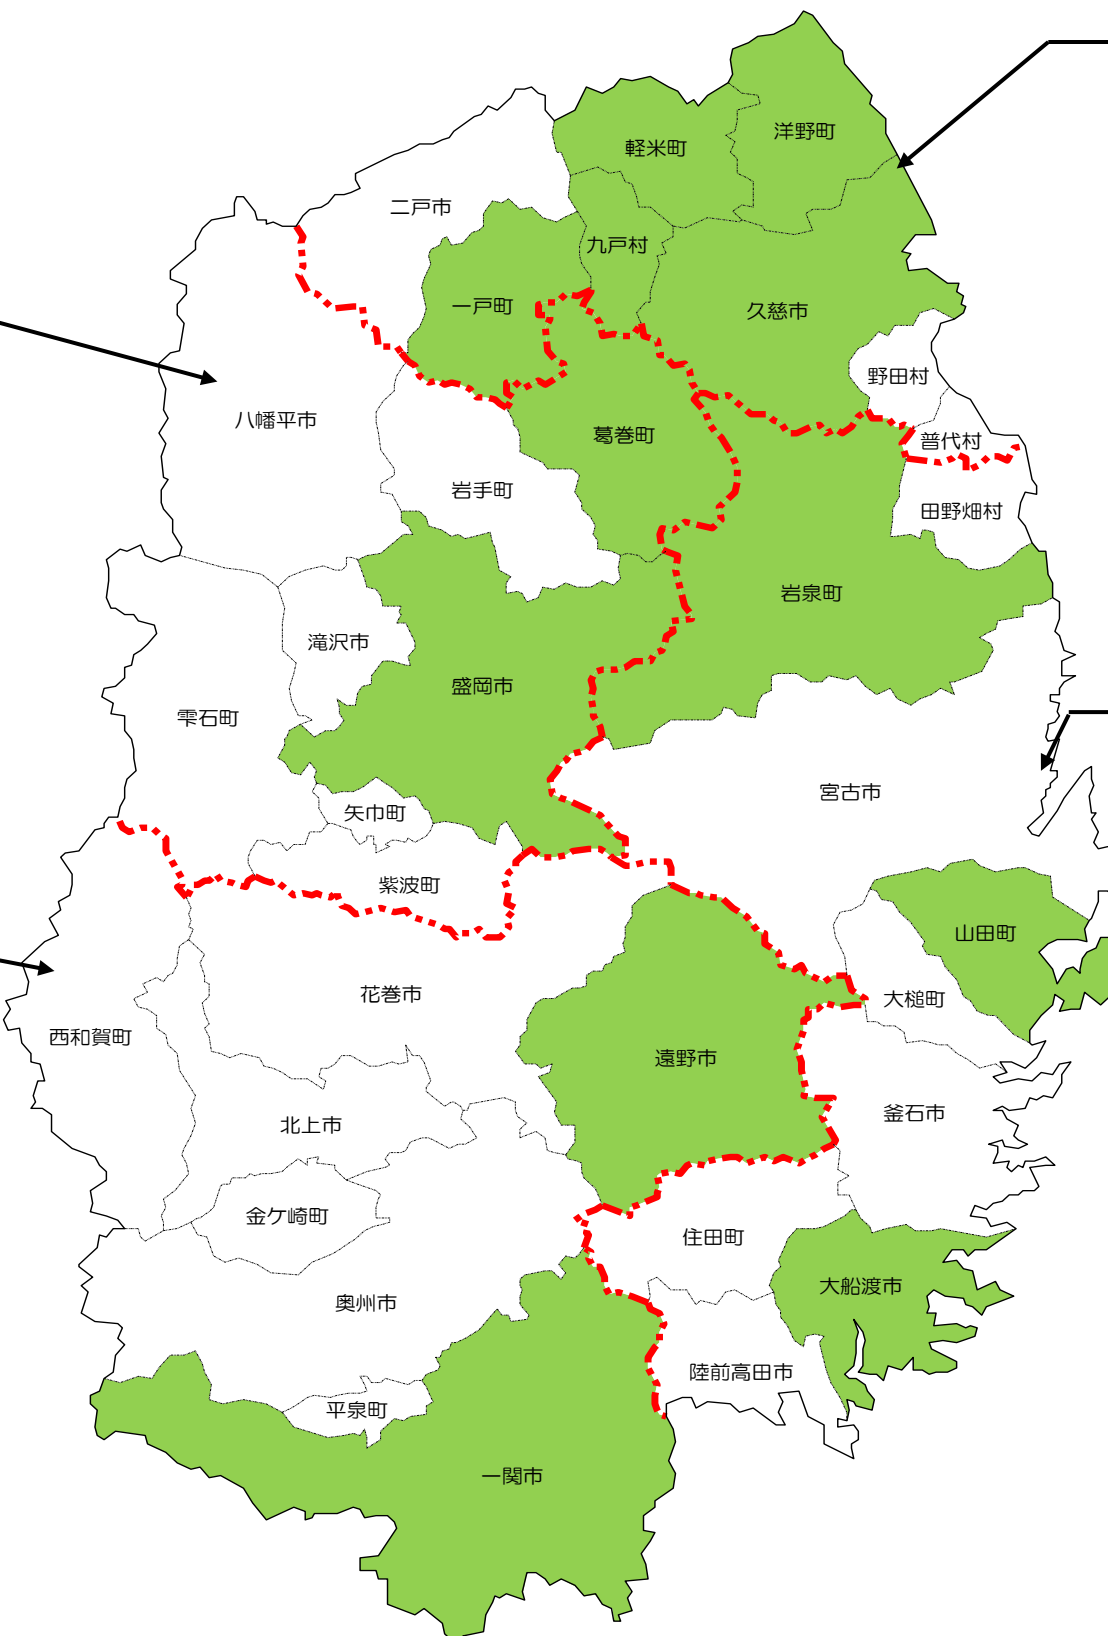 洋野町
軽米町
二戸市
九戸村
一戸町
久慈市
野田村
八幡平市
葛巻町
普代村
岩手町
田野畑村
岩泉町
滝沢市
盛岡市
雫石町
宮古市
矢巾町
紫波町
山田町
花巻市
大槌町
西和賀町
遠野市
釜石市
北上市
金ケ崎町
住田町
大船渡市
奥州市
陸前高田市
平泉町
一関市